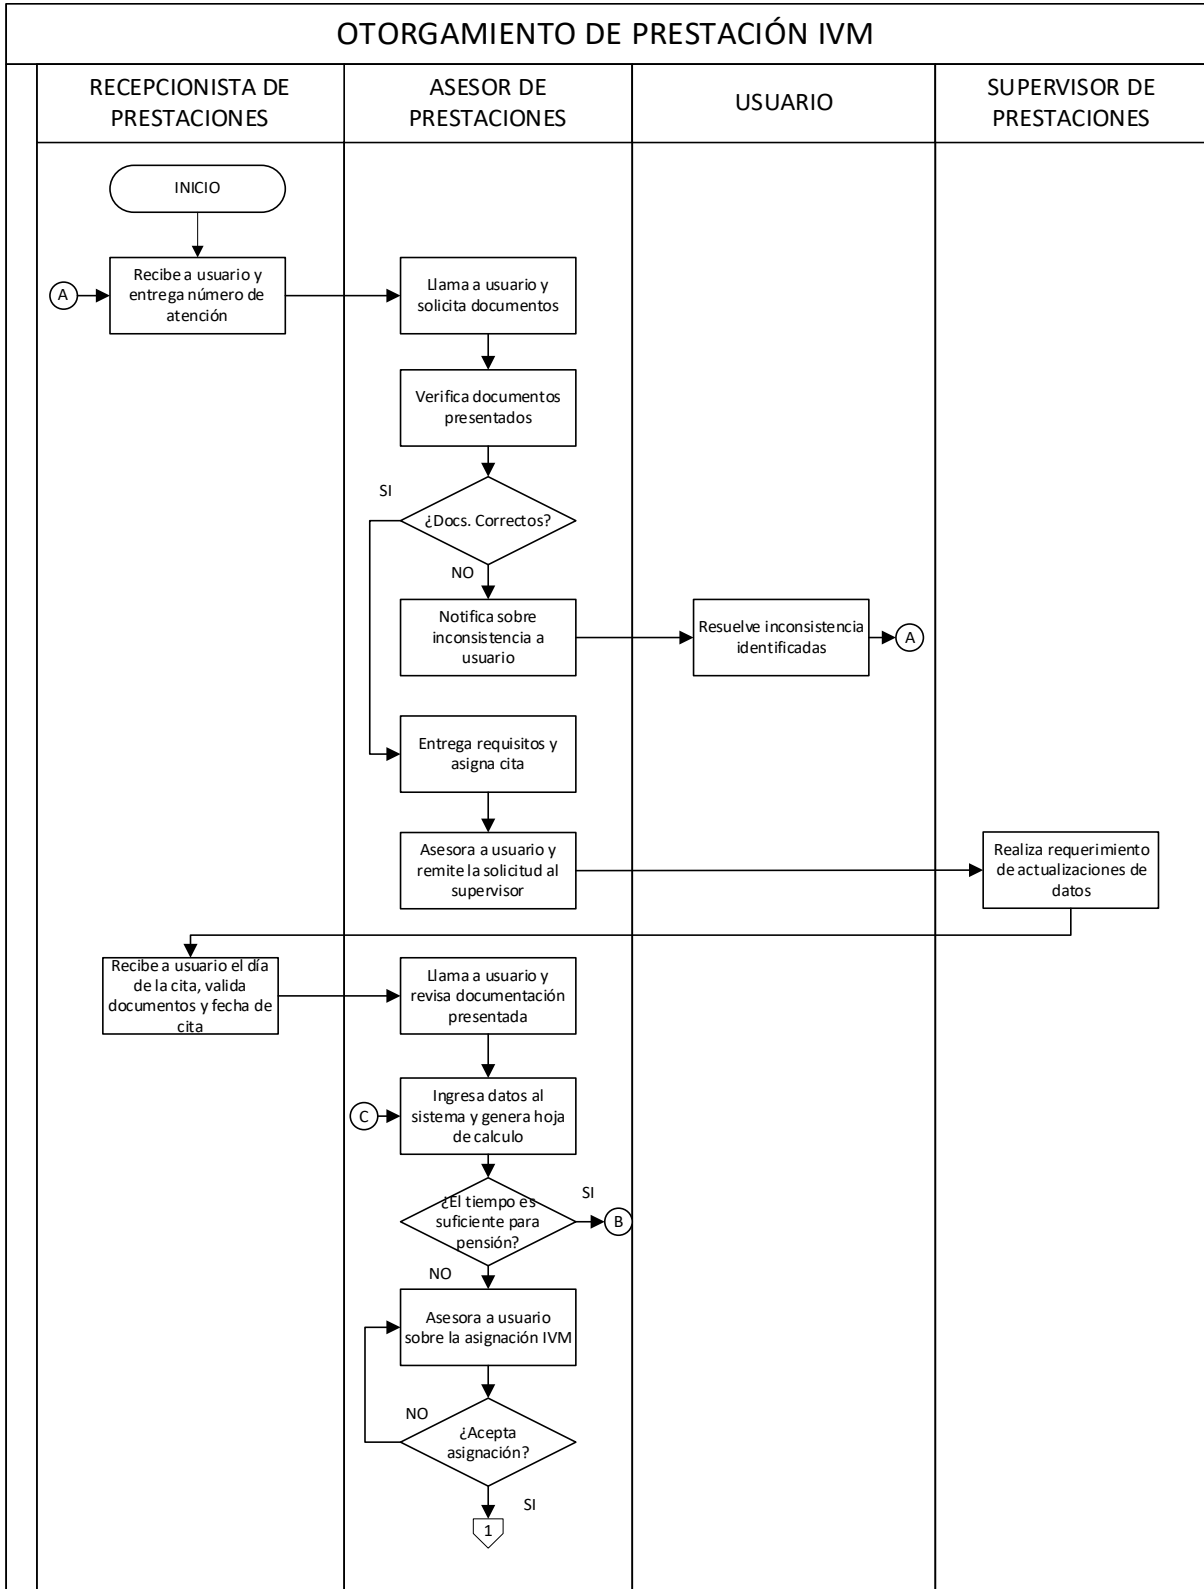 OTORGAMIENTO DE PRESTACIÓN IVM
RECEPCIONISTA DE
PRESTACIONES
ASESOR DE
PRESTACIONES
USUARIO
SUPERVISOR DE
PRESTACIONES
INICIO
A
Recibe a usuario y
entrega número de
atención
Llama a usuario y
solicita documentos
Verifica documentos
presentados
SI
¿Docs. Correctos?
NO
Notifica sobre
inconsistencia a
usuario
Resuelve inconsistencia
identificadas
A
Entrega requisitos y
asigna cita
Asesora a usuario y
remite la solicitud al
supervisor
Realiza requerimiento
de actualizaciones de
datos
Recibe a usuario el día
de la cita, valida
documentos y fecha de
cita
Llama a usuario y
revisa documentación
presentada
C
Ingresa datos al
sistema y genera hoja
de calculo
¿El tiempo es
suficiente para
pensión?
SI
B
NO
Asesora a usuario
sobre la asignación IVM
NO
¿Acepta
asignación?
SI
1